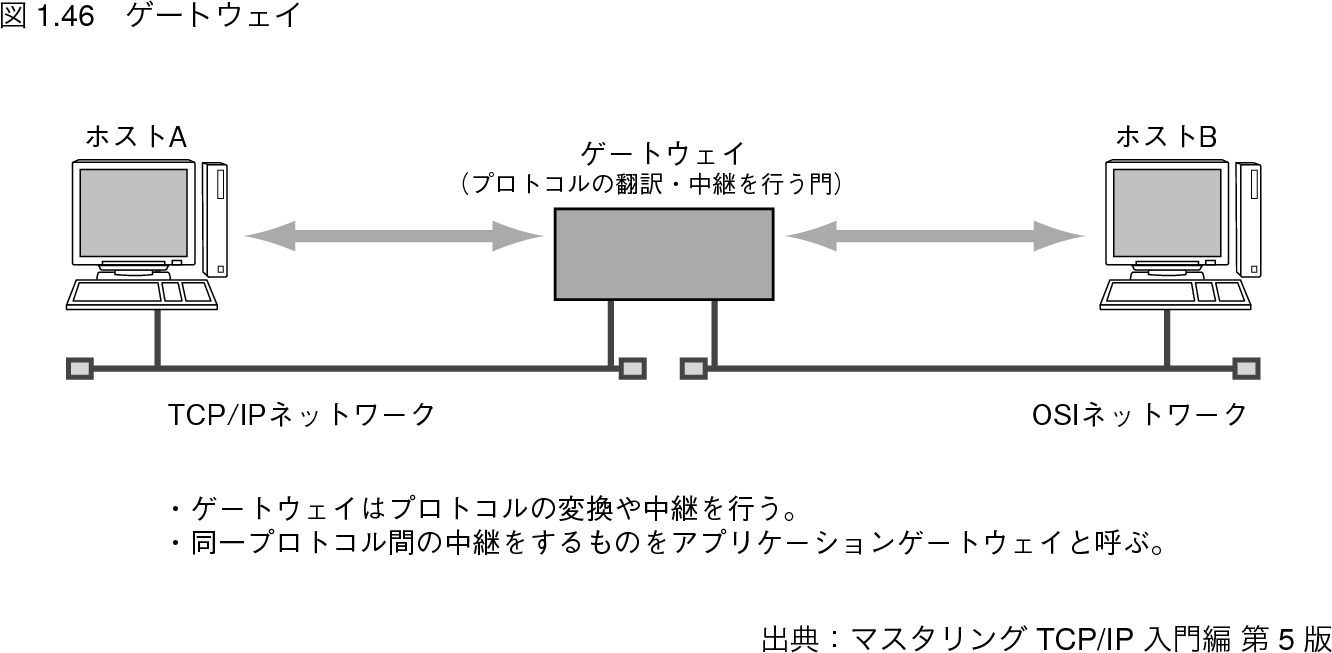 図 1.46　ゲートウェイ
ホストA
ホストB
ゲートウェイ
（プロトコルの翻訳・中継を行う門）
TCP/IPネットワーク
OSIネットワーク
・ゲートウェイはプロトコルの変換や中継を行う。
・同一プロトコル間の中継をするものをアプリケーションゲートウェイと呼ぶ。
出典：マスタリング TCP/IP 入門編 第 5 版